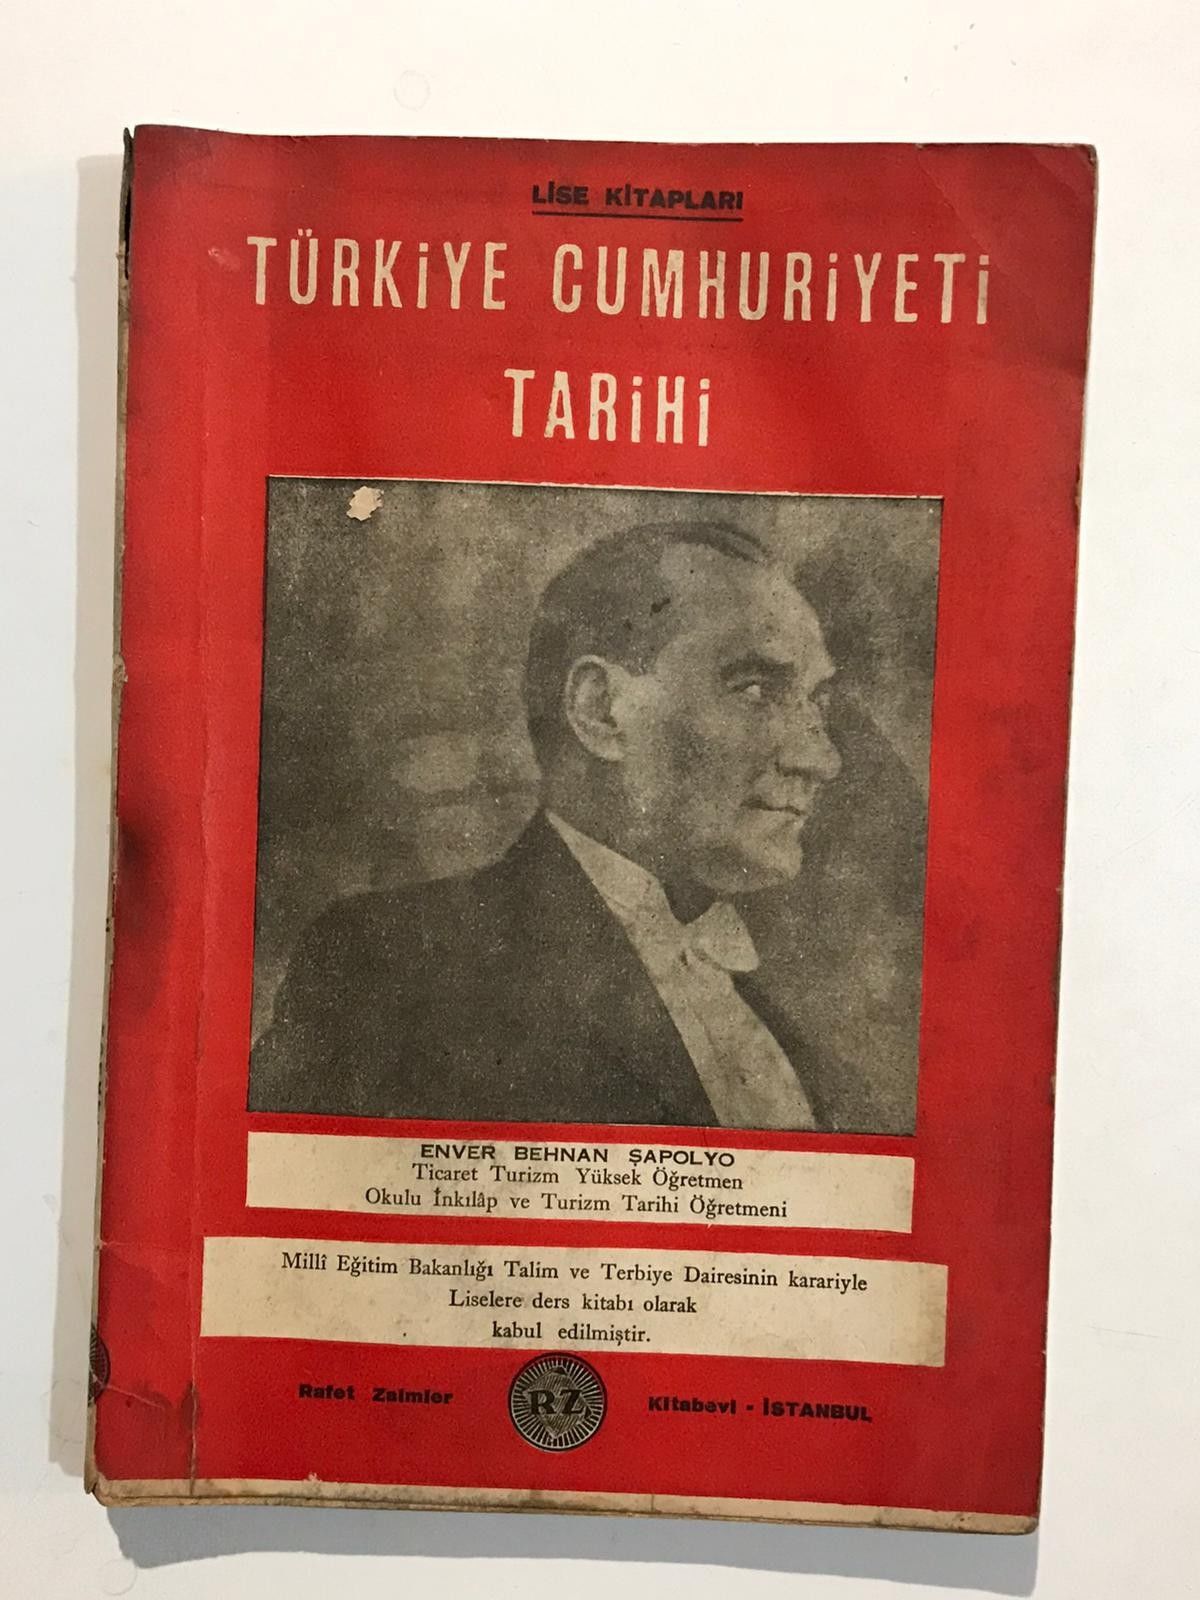 LİSE KİTAPLARI
TÜRKİYE CUMHURİYETİ
TARİHİ
ENVER BEHNAN ŞAPOLYO
Ticaret Turizm Yüksek Öğretmen
Okulu İnkılâp ve Turizm Tarihi Öğretmeni
Millî Eğitim Bakanlığı Talim ve Terbiye Dairesinin karariyle
Liselere ders kitabı olarak
kabul edilmiştir.
Rafet Zaimler RZ Kitabevi - İSTANBUL